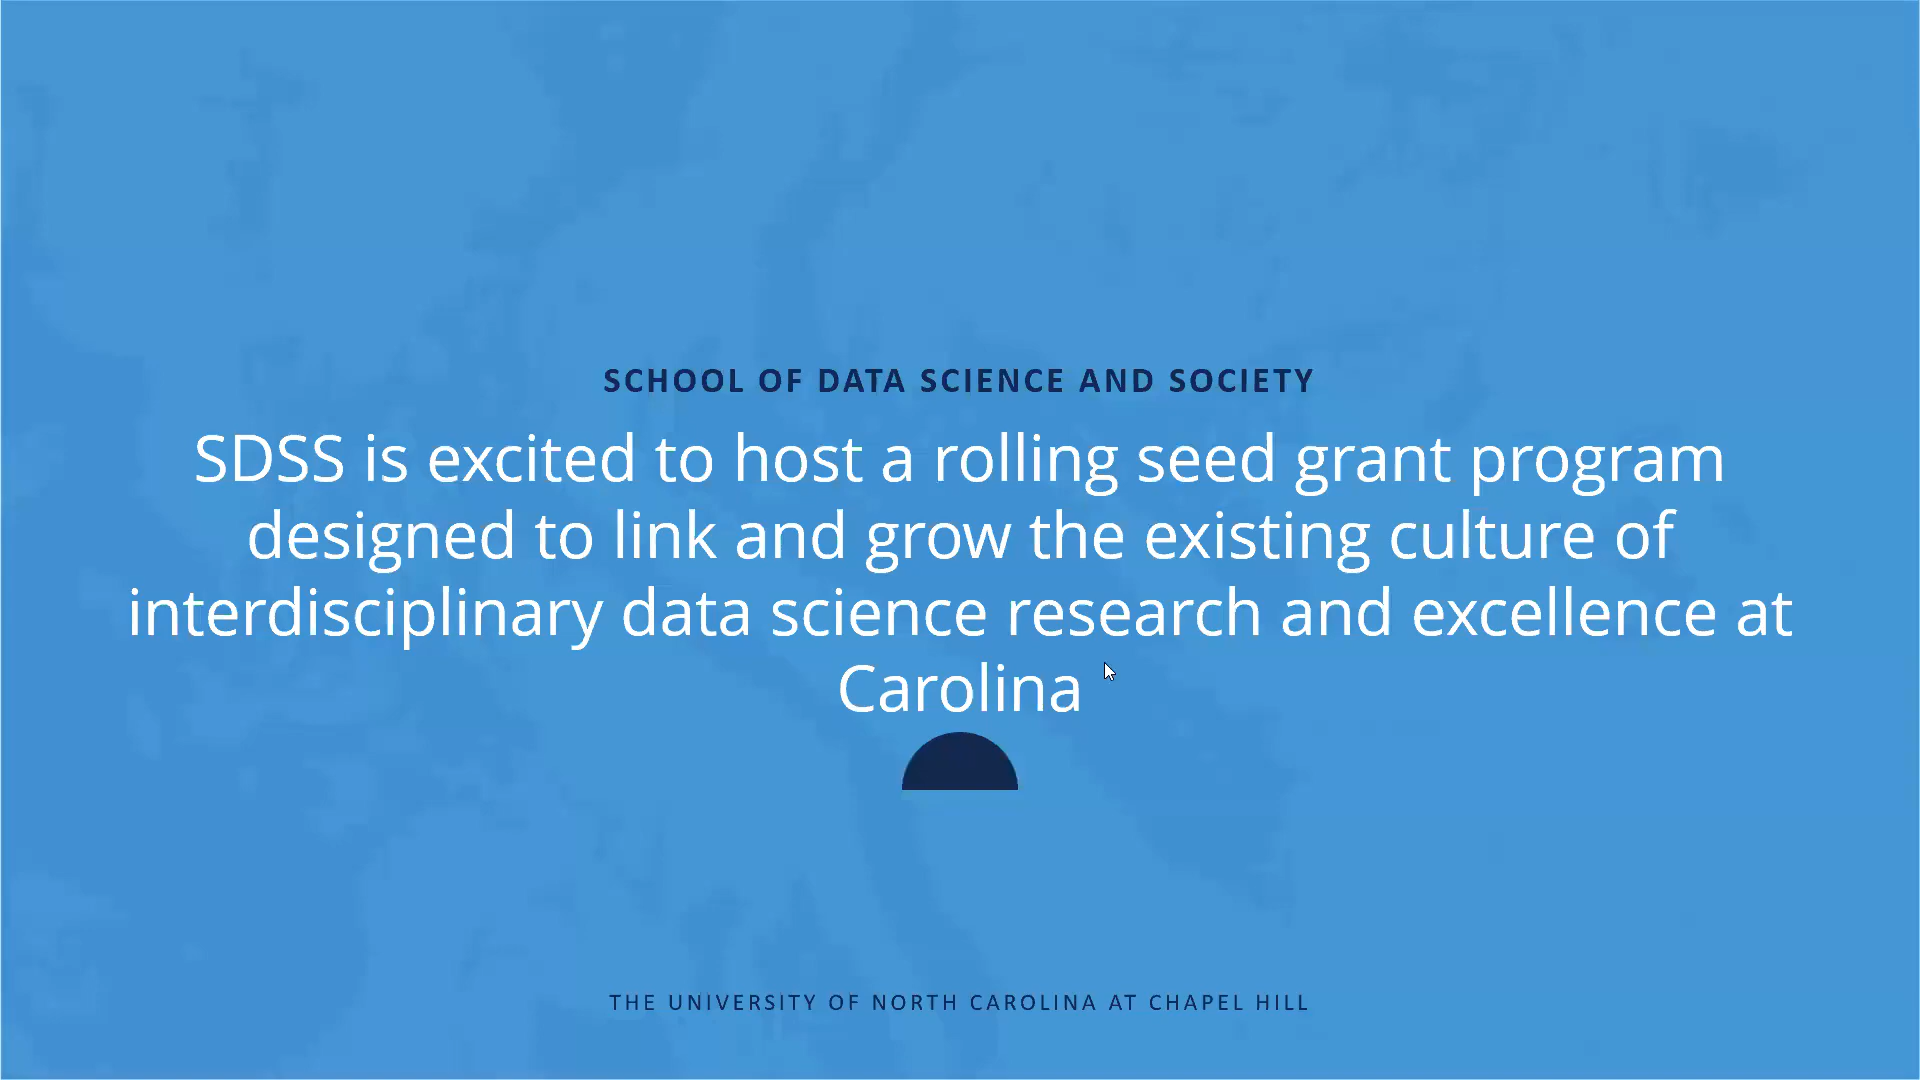 SCHOOL OF DATA SCIENCE AND SOCIETY
SDSS is excited to host a rolling seed grant program
designed to link and grow the existing culture of
interdisciplinary data science research and excellence at
Carolina
THE UNIVERSITY OF NORTH CAROLINA AT CHAPEL HILL